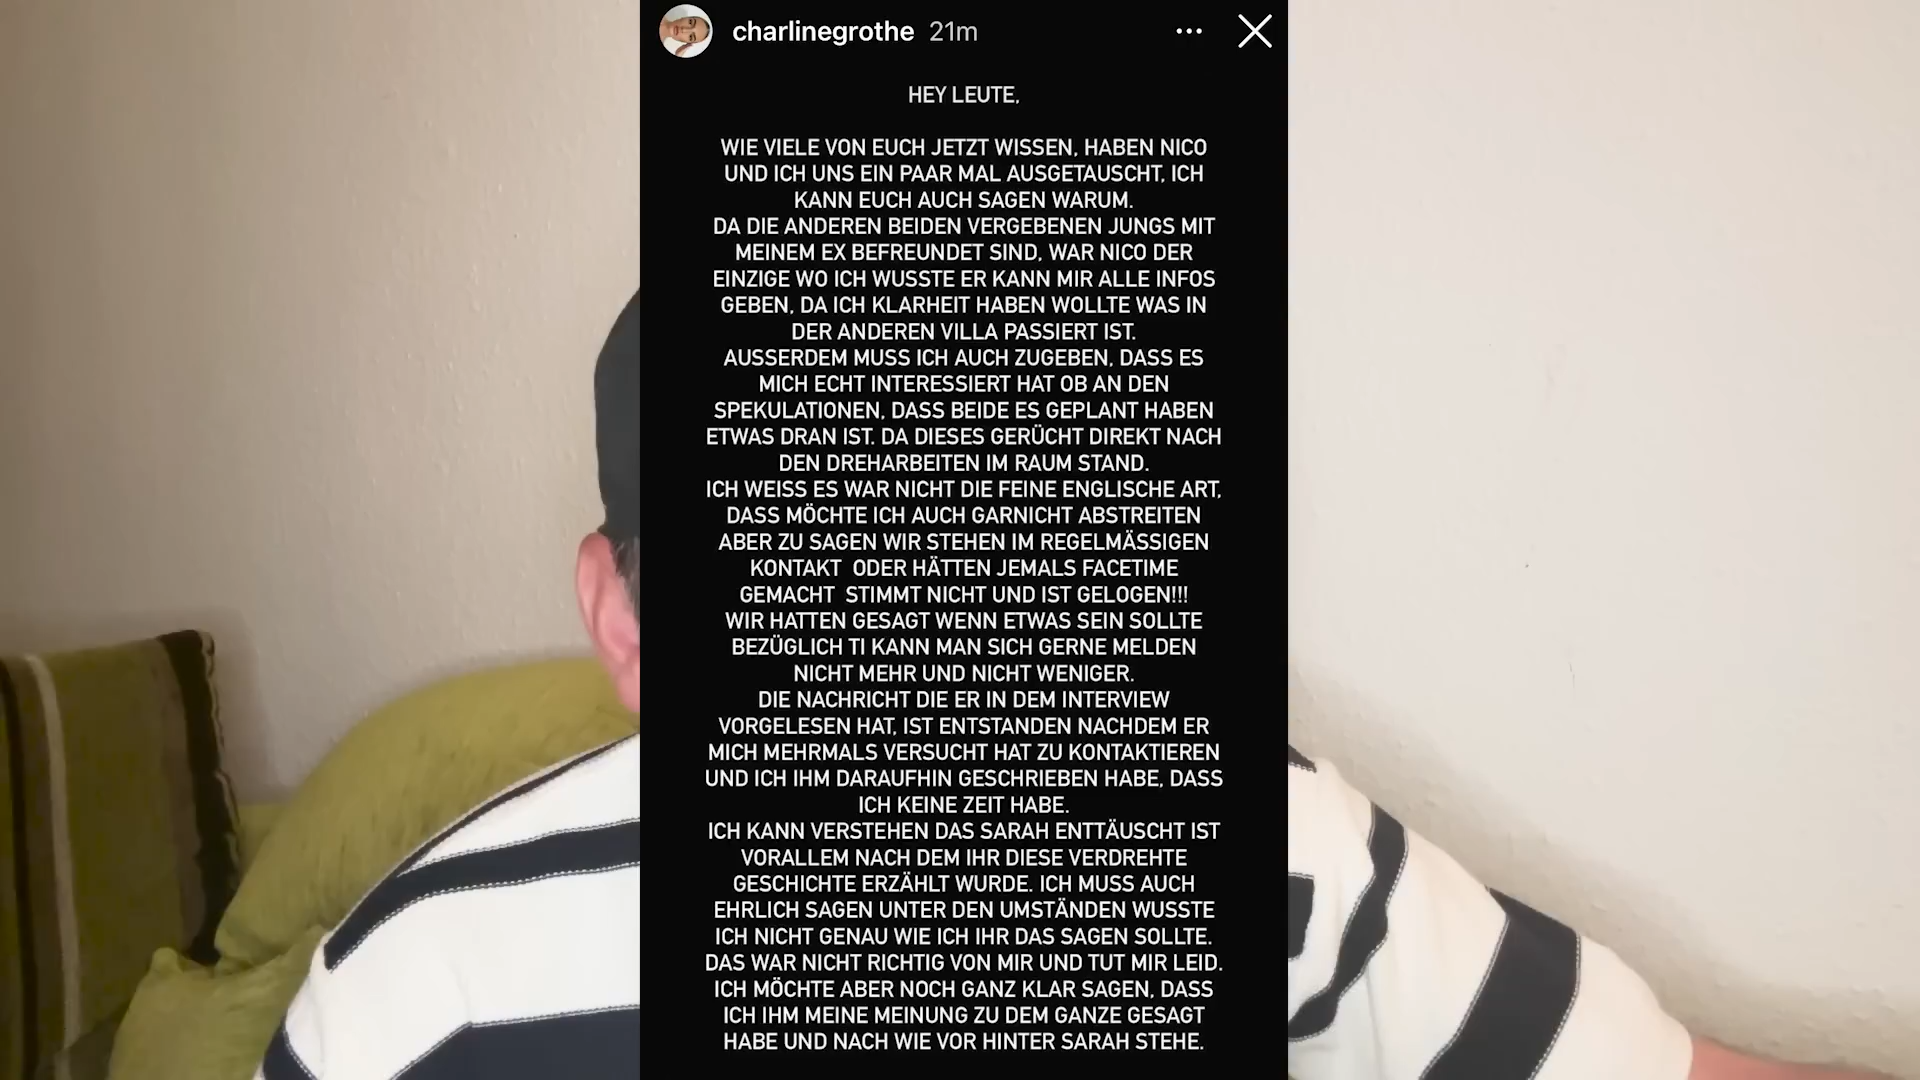 charlinegrothe 21m
HEY LEUTE,
WIE VIELE VON EUCH JETZT WISSEN, HABEN NICO
UND ICH UNS EIN PAAR MAL AUSGETAUSCHT, ICH
KANN EUCH AUCH SAGEN WARUM.
DA DIE ANDEREN BEIDEN VERGEBENEN JUNGS MIT
MEINEM EX BEFREUNDET SIND, WAR NICO DER
EINZIGE WO ICH WUSSTE ER KANN MIR ALLE INFOS
GEBEN, DA ICH KLARHEIT HABEN WOLLTE WAS IN
DER ANDEREN VILLA PASSIERT IST.
AUSSERDEM MUSS ICH AUCH ZUGEBEN, DASS ES
MICH ECHT INTERESSIERT HAT OB AN DEN
SPEKULATIONEN, DASS BEIDE ES GEPLANT HABEN
ETWAS DRAN IST. DA DIESES GERÜCHT DIREKT NACH
DEN DREHARBEITEN IM RAUM STAND.
ICH WEISS ES WAR NICHT DIE FEINE ENGLISCHE ART,
DASS MÖCHTE ICH AUCH GARNICHT ABSTREITEN
ABER ZU SAGEN WIR STEHEN IM REGELMÄSSIGEN
KONTAKT ODER HÄTTEN JEMALS FACETIME
GEMACHT STIMMT NICHT UND IST GELOGEN!!!
WIR HATTEN GESAGT WENN ETWAS SEIN SOLLTE
BEZÜGLICH TI KANN MAN SICH GERNE MELDEN
NICHT MEHR UND NICHT WENIGER.
DIE NACHRICHT DIE ER IN DEM INTERVIEW
VORGELESEN HAT, IST ENTSTANDEN NACHDEM ER
MICH MEHRMALS VERSUCHT HAT ZU KONTAKTIEREN
UND ICH IHM DARAUFHIN GESCHRIEBEN HABE, DASS
ICH KEINE ZEIT HABE.
ICH KANN VERSTEHEN DAS SARAH ENTTÄUSCHT IST
VORALLEM NACH DEM IHR DIESE VERDREHTE
GESCHICHTE ERZÄHLT WURDE. ICH MUSS AUCH
EHRLICH SAGEN UNTER DEN UMSTÄNDEN WUSSTE
ICH NICHT GENAU WIE ICH IHR DAS SAGEN SOLLTE.
DAS WAR NICHT RICHTIG VON MIR UND TUT MIR LEID.
ICH MÖCHTE ABER NOCH GANZ KLAR SAGEN, DASS
ICH IHM MEINE MEINUNG ZU DEM GANZE GESAGT
HABE UND NACH WIE VOR HINTER SARAH STEHE.